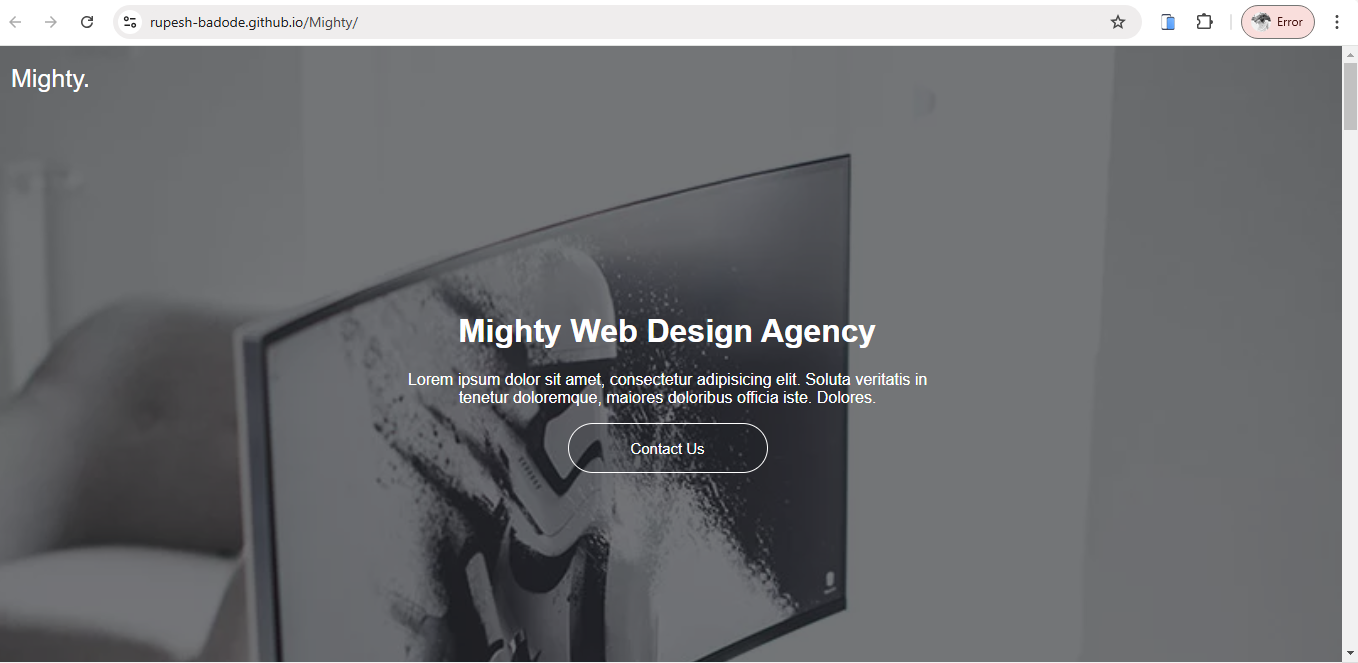 rupesh-badode.github.io/Mighty/
Error
Mighty.
Mighty Web Design Agency
Lorem ipsum dolor sit amet, consectetur adipisicing elit. Soluta veritatis in
tenetur doloremque, maiores doloribus officia iste. Dolores.
Contact Us